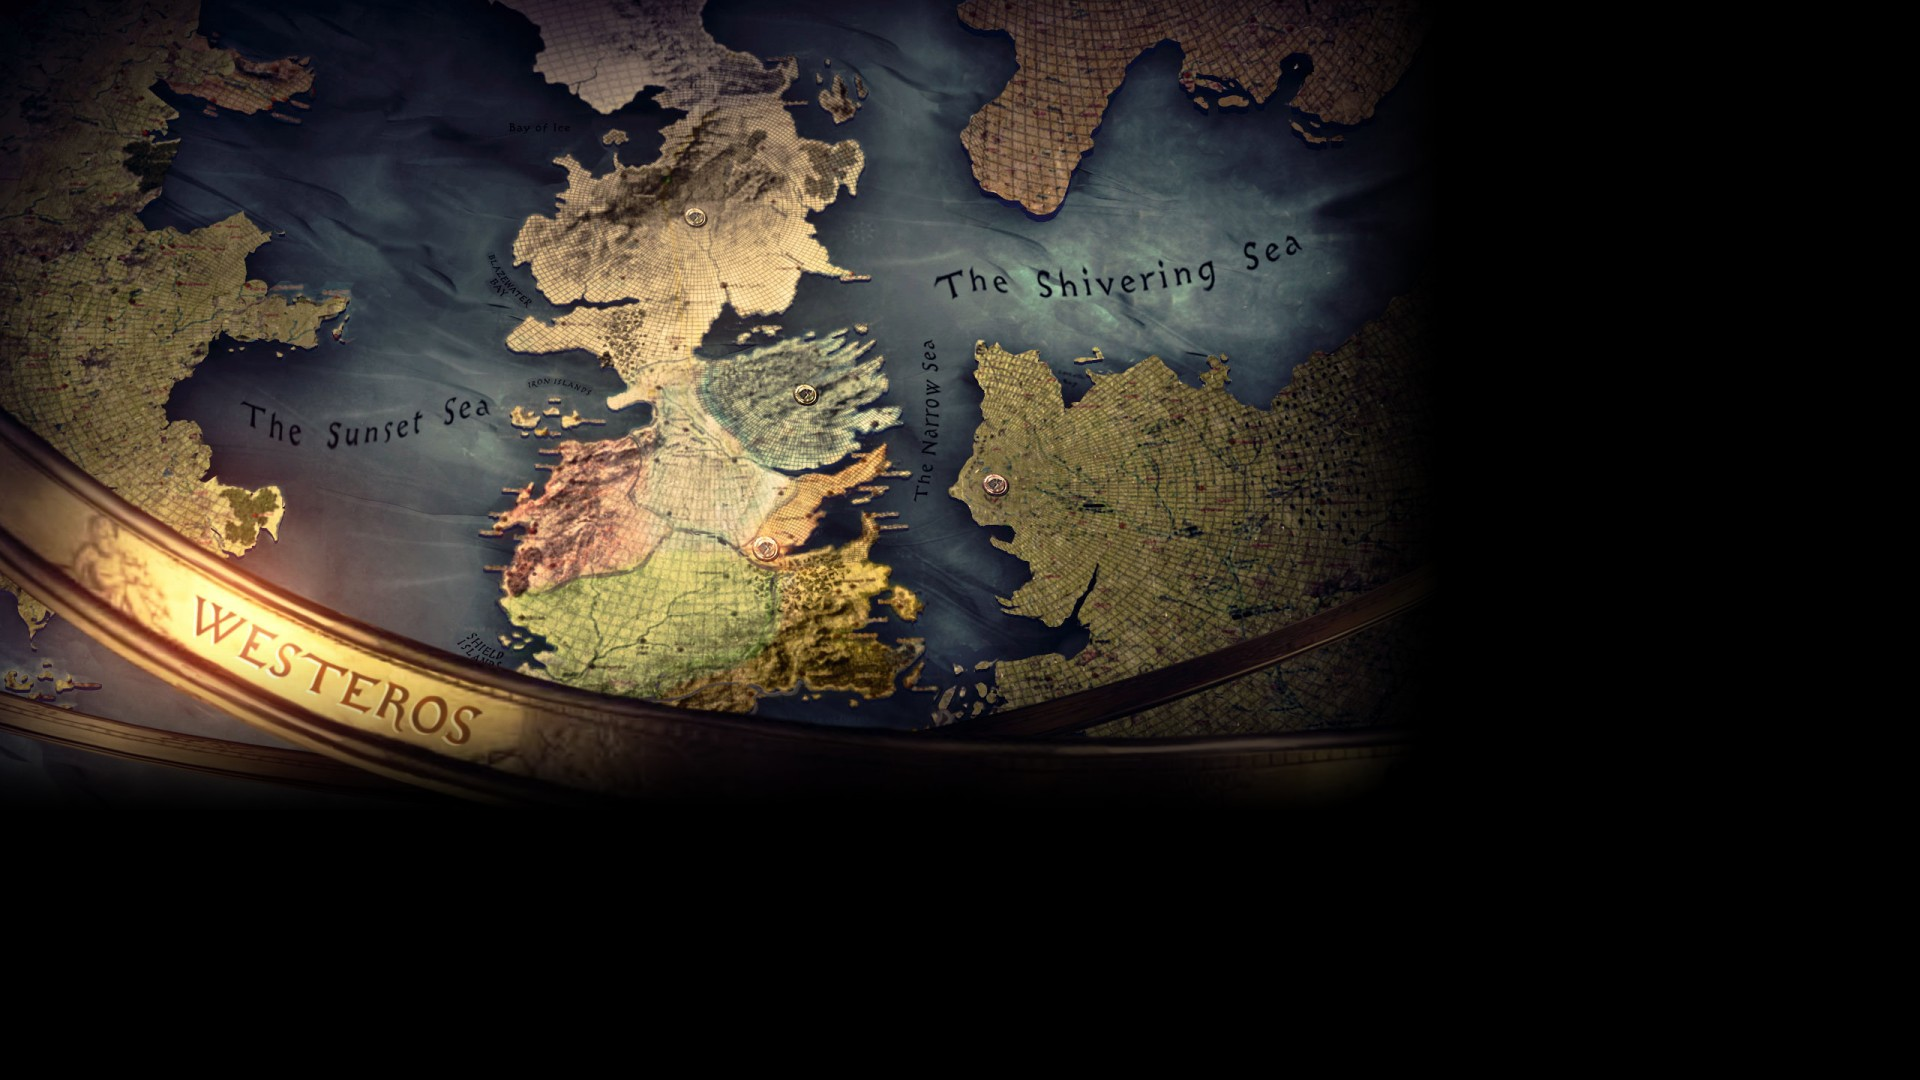 Bay of Ice
The Shivering Sea
BLAZEWATER
BAY
The Narrow Sea
IRON ISLANDS
The Sunset Sea
WESTEROS
SHIELD
ISLANDS